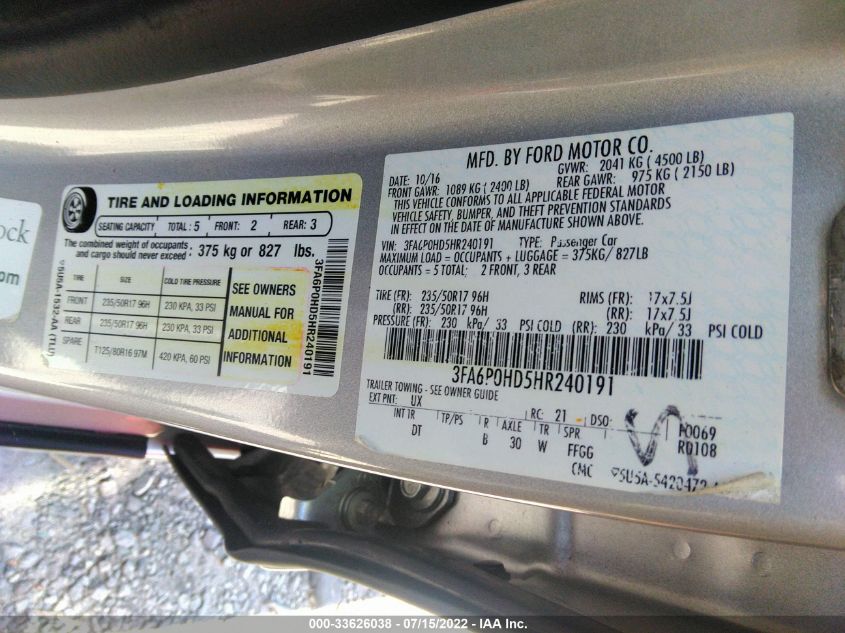 ock
om
TIRE AND LOADING INFORMATION
SEATING CAPACITY TOTAL: 5 FRONT: 2 REAR: 3
The combined weight of occupants and cargo should never exceed: 375 kg or 827 lbs.
TIRE SIZE COLD TIRE PRESSURE
FRONT 235/50R17 96H 230 KPA, 33 PSI
REAR 235/50R17 96H 230 KPA, 33 PSI
SPARE T125/80R16 97M 420 KPA, 60 PSI
SEE OWNERS
MANUAL FOR
ADDITIONAL
INFORMATION
3FA6P0HD5HR240191
MFD. BY FORD MOTOR CO.
DATE: 10/16 GVWR: 2041 KG ( 4500 LB)
FRONT GAWR: 1089 KG ( 2400 LB) REAR GAWR: 975 KG ( 2150 LB)
THIS VEHICLE CONFORMS TO ALL APPLICABLE FEDERAL MOTOR
VEHICLE SAFETY, BUMPER, AND THEFT PREVENTION STANDARDS
IN EFFECT ON THE DATE OF MANUFACTURE SHOWN ABOVE.
VIN: 3FA6P0HD5HR240191 TYPE: Passenger Car
MAXIMUM LOAD = OCCUPANTS + LUGGAGE = 375KG/ 827LB
OCCUPANTS = 5 TOTAL; 2 FRONT, 3 REAR
TIRE (FR): 235/50R17 96H RIMS (FR): 17x7.5J
(RR): 235/50R17 96H (RR): 17x7.5J
PRESSURE (FR): 230 kPa/ 33 PSI COLD (RR): 230 kPa/ 33 PSI COLD
3FA6P0HD5HR240191
TRAILER TOWING - SEE OWNER GUIDE
EXT PNT: UX RC: 21 DSO: F0069
INT TR TP/PS R AXLE TR SPR R0108
DT B 30 W FFGG
CMC
000-33626038 - 07/15/2022 - (IAA)